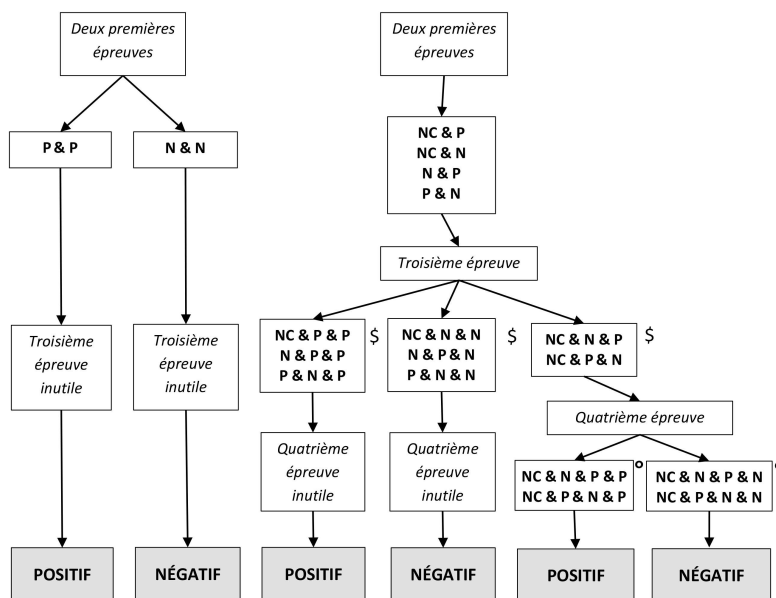 Deux premières
épreuves
Deux premières
épreuves
P & P
N & N
NC & P
NC & N
N & P
P & N
Troisième épreuve
Troisième
épreuve
inutile
Troisième
épreuve
inutile
NC & P & P
N & P & P
P & N & P
$
NC & N & N
N & P & N
P & N & N
$
NC & N & P
NC & P & N
$
Quatrième épreuve
Quatrième
épreuve
inutile
Quatrième
épreuve
inutile
NC & N & P & P
NC & P & N & P
°
NC & N & P & N
NC & P & N & N
°
POSITIF
NÉGATIF
POSITIF
NÉGATIF
POSITIF
NÉGATIF